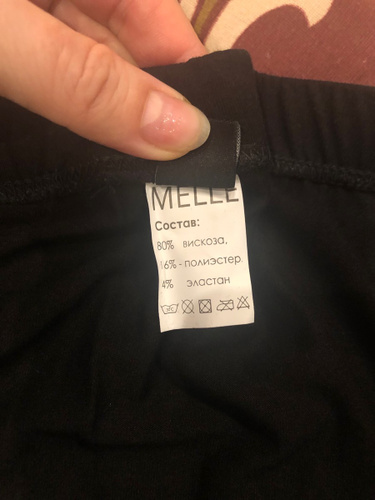 MELLE
Состав:
80% вискоза,
16% - полиэстер
4% эластан